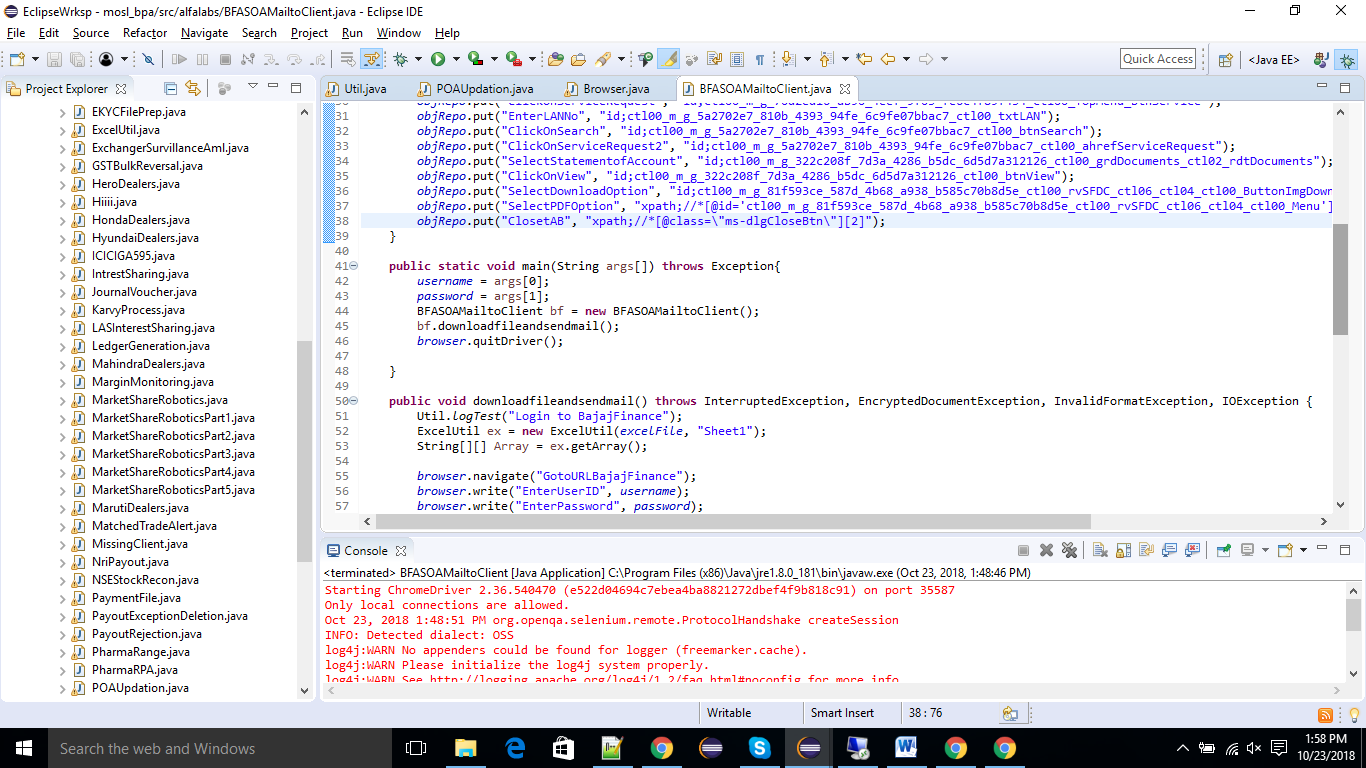 EclipseWrksp - mosl_bpa/src/alfalabs/BFASOAMailtoClient.java - Eclipse IDE
File Edit Source Refactor Navigate Search Project Run Window Help
Quick Access
<Java EE>
Project Explorer
EKYCFilePrep.java
ExcelUtil.java
ExchangerSurvillanceAml.java
GSTBulkReversal.java
HeroDealers.java
Hiiii.java
HondaDealers.java
HyundaiDealers.java
ICICIGA595.java
IntrestSharing.java
JournalVoucher.java
KarvyProcess.java
LASInterestSharing.java
LedgerGeneration.java
MahindraDealers.java
MarginMonitoring.java
MarketShareRobotics.java
MarketShareRoboticsPart1.java
MarketShareRoboticsPart2.java
MarketShareRoboticsPart3.java
MarketShareRoboticsPart4.java
MarketShareRoboticsPart5.java
MarutiDealers.java
MatchedTradeAlert.java
MissingClient.java
NriPayout.java
NSEStockRecon.java
PaymentFile.java
PayoutExceptionDeletion.java
PayoutRejection.java
PharmaRange.java
PharmaRPA.java
POAUpdation.java
Util.java POAUpdation.java Browser.java BFASOAMailtoClient.java
31 objRepo.put("EnterLANNo", "id;ctl00_m_g_5a2702e7_810b_4393_94fe_6c9fe07bbac7_ctl00_txtLAN");
32 objRepo.put("ClickOnSearch", "id;ctl00_m_g_5a2702e7_810b_4393_94fe_6c9fe07bbac7_ctl00_btnSearch");
33 objRepo.put("ClickOnServiceRequest2", "id;ctl00_m_g_5a2702e7_810b_4393_94fe_6c9fe07bbac7_ctl00_ahrefServiceRequest");
34 objRepo.put("SelectStatementofAccount", "id;ctl00_m_g_322c208f_7d3a_4286_b5dc_6d5d7a312126_ctl00_grdDocuments_ctl02_rdtDocuments");
35 objRepo.put("ClickOnView", "id;ctl00_m_g_322c208f_7d3a_4286_b5dc_6d5d7a312126_ctl00_btnView");
36 objRepo.put("SelectDownloadOption", "id;ctl00_m_g_81f593ce_587d_4b68_a938_b585c70b8d5e_ctl00_rvSFDC_ctl06_ctl04_ctl00_ButtonImgDown
37 objRepo.put("SelectPDFOption", "xpath;//*[@id='ctl00_m_g_81f593ce_587d_4b68_a938_b585c70b8d5e_ctl00_rvSFDC_ctl06_ctl04_ctl00_Menu']
38 objRepo.put("ClosetAB", "xpath;//*[@class=\"ms-dlgCloseBtn\"][2]");
39 }
40
41 public static void main(String args[]) throws Exception{
42 username = args[0];
43 password = args[1];
44 BFASOAMailtoClient bf = new BFASOAMailtoClient();
45 bf.downloadfileandsendmail();
46 browser.quitDriver();
47
48 }
49
50 public void downloadfileandsendmail() throws InterruptedException, EncryptedDocumentException, InvalidFormatException, IOException {
51 Util.logTest("Login to BajajFinance");
52 ExcelUtil ex = new ExcelUtil(excelFile, "Sheet1");
53 String[][] Array = ex.getArray();
54
55 browser.navigate("GotoURLBajajFinance");
56 browser.write("EnterUserID", username);
57 browser.write("EnterPassword", password);
Console
<terminated> BFASOAMailtoClient [Java Application] C:\Program Files (x86)\Java\jre1.8.0_181\bin\javaw.exe (Oct 23, 2018, 1:48:46 PM)
Starting ChromeDriver 2.36.540470 (e522d04694c7ebea4ba8821272dbef4f9b818c91) on port 35587
Only local connections are allowed.
Oct 23, 2018 1:48:51 PM org.openqa.selenium.remote.ProtocolHandshake createSession
INFO: Detected dialect: OSS
log4j:WARN No appenders could be found for logger (freemarker.cache).
log4j:WARN Please initialize the log4j system properly.
log4j:WARN See http://logging.apache.org/log4j/1.2/faq.html#noconfig for more info.
Writable Smart Insert 38 : 76
Search the web and Windows
1:58 PM
10/23/2018